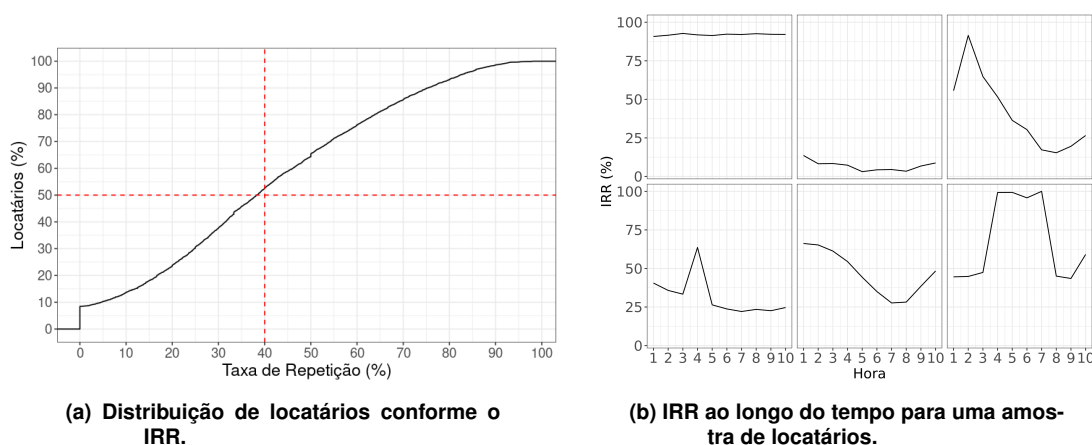 100
90
80
70
60
50
40
30
20
10
0
Locatários (%)
0 10 20 30 40 50 60 70 80 90 100
Taxa de Repetição (%)
(a) Distribuição de locatários conforme o
IRR.
100
75
50
25
0
100
75
50
25
0
IRR (%)
1 2 3 4 5 6 7 8 9 10 1 2 3 4 5 6 7 8 9 10 1 2 3 4 5 6 7 8 9 10
Hora
(b) IRR ao longo do tempo para uma amos-
tra de locatários.